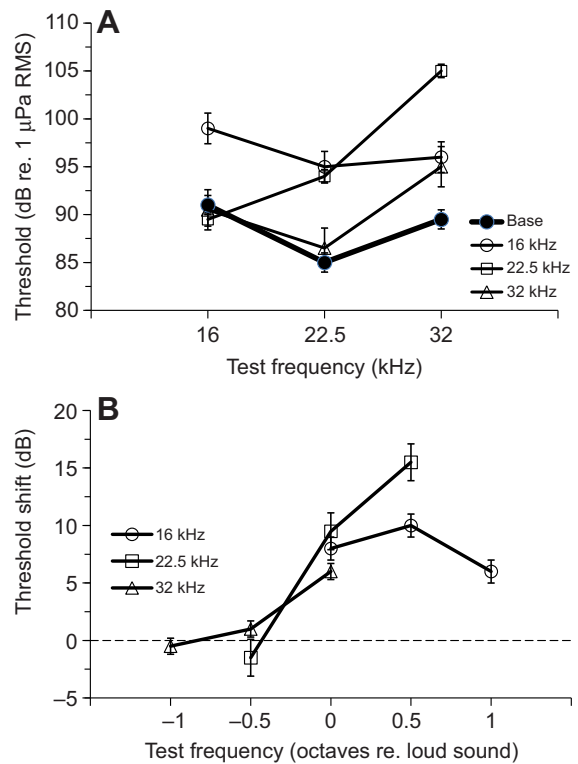 A
110
105
100
95
90
85
80
Threshold (dB re. 1 μPa RMS)
Base
16 kHz
22.5 kHz
32 kHz
16 22.5 32
Test frequency (kHz)
B
20
15
10
5
0
–5
Threshold shift (dB)
16 kHz
22.5 kHz
32 kHz
–1 –0.5 0 0.5 1
Test frequency (octaves re. loud sound)